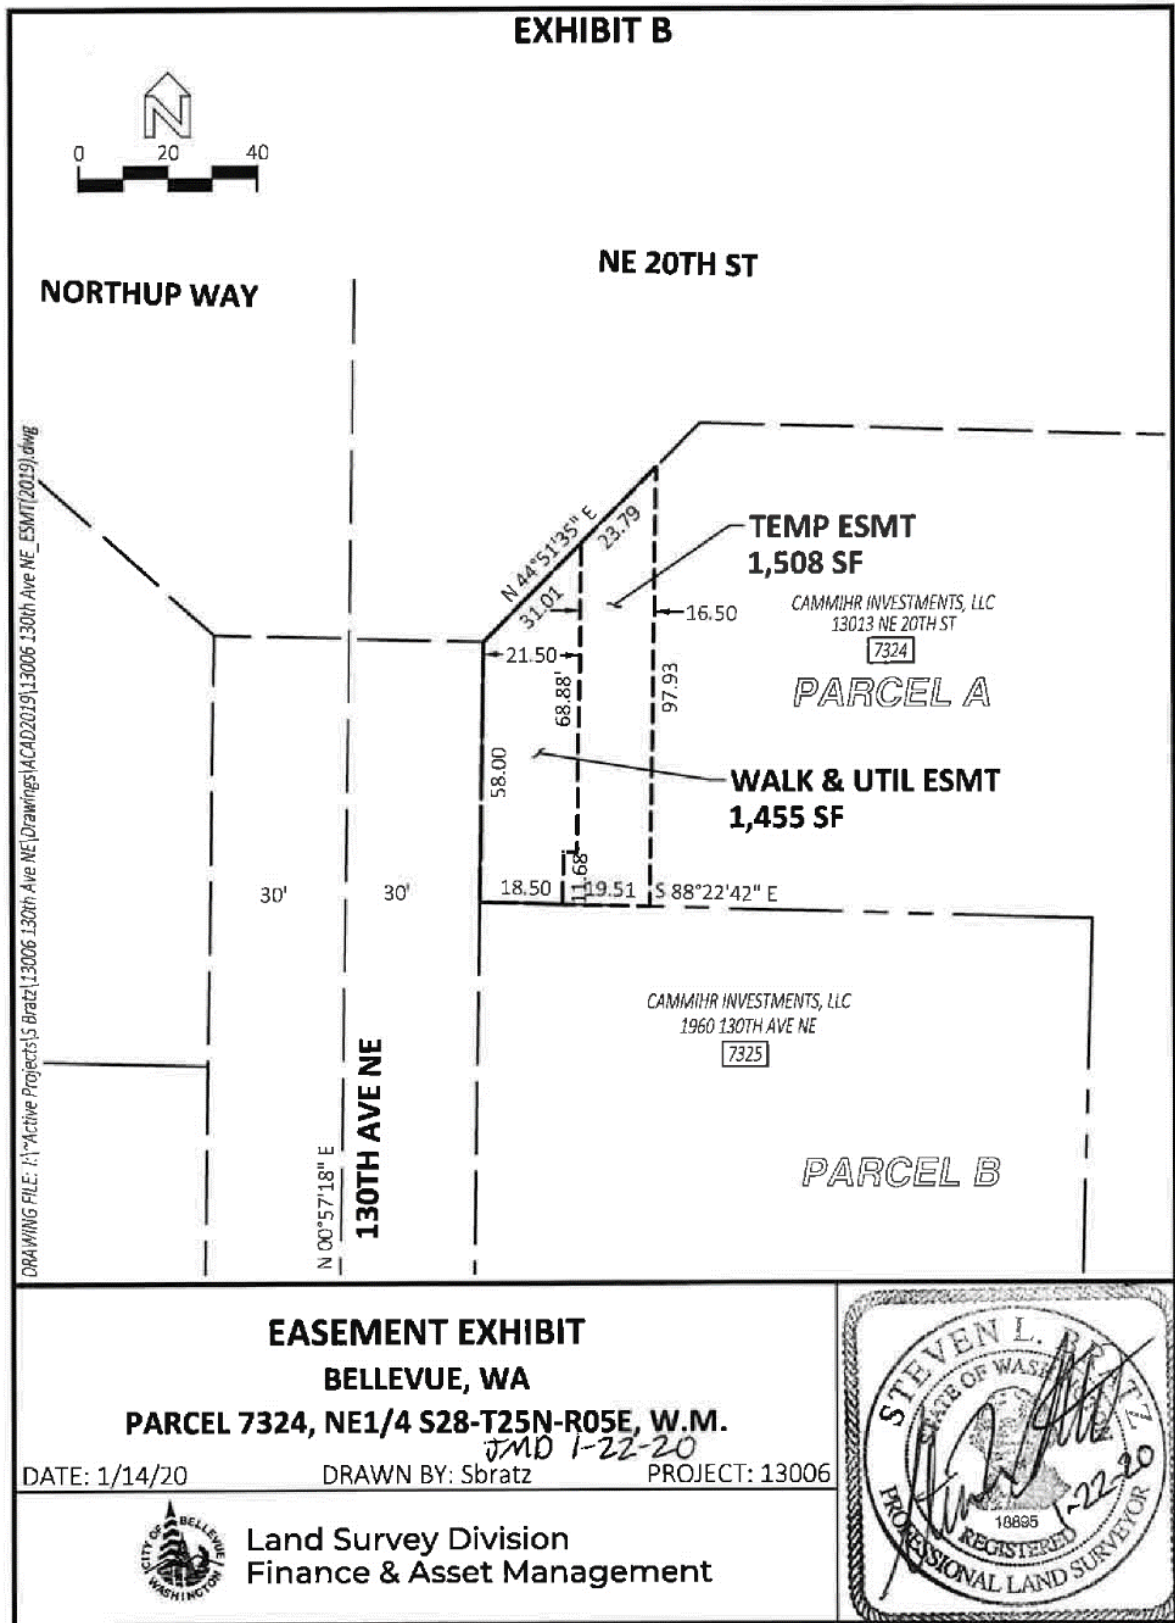 EXHIBIT B
N
0 20 40
NORTHUP WAY
NE 20TH ST
DRAWING FILE: I:\~Active Projects\S Bratz\13006 130th Ave NE\Drawings\ACAD2019\13006 130th Ave NE_ESMT(2019).dwg
N 44°51'35" E
23.79
31.01
TEMP ESMT
1,508 SF
16.50
CAMMIHR INVESTMENTS, LLC
13013 NE 20TH ST
7324
PARCEL A
21.50
68.88'
97.93
58.00
WALK & UTIL ESMT
1,455 SF
11.68
18.50
19.51
S 88°22'42" E
30'
30'
CAMMIHR INVESTMENTS, LLC
1960 130TH AVE NE
7325
PARCEL B
N 00°57'18" E
130TH AVE NE
EASEMENT EXHIBIT
BELLEVUE, WA
PARCEL 7324, NE1/4 S28-T25N-R05E, W.M.
JMD 1-22-20
DATE: 1/14/20 DRAWN BY: Sbratz PROJECT: 13006
CITY OF BELLEVUE
WASHINGTON
Land Survey Division
Finance & Asset Management
STEVEN L. BRATZ
STATE OF WASH
1-22-20
18895
REGISTERED
PROFESSIONAL LAND SURVEYOR